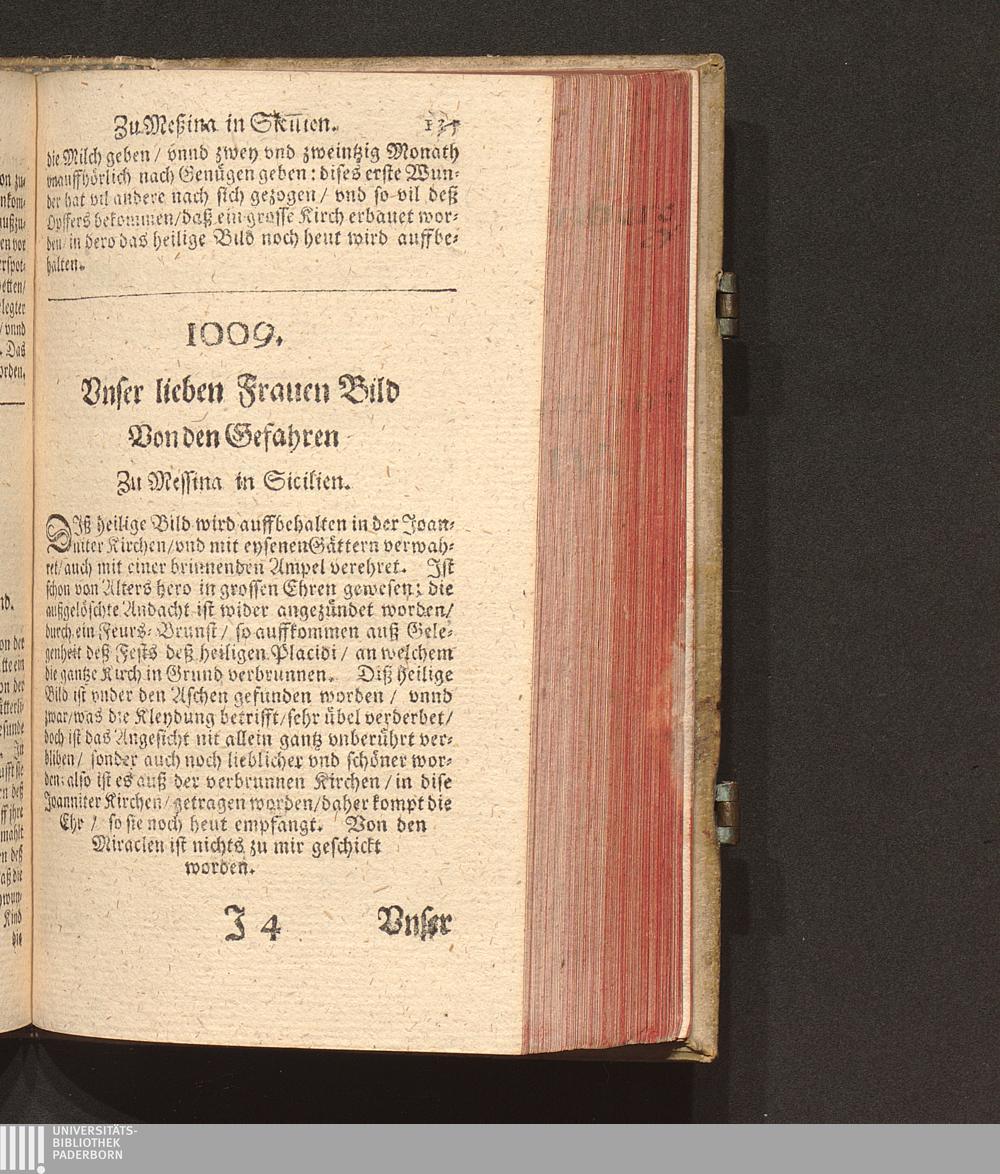 Zu Meßina in Sicilien. 135
die Milch geben / vnnd zwey vnd zweintzig Monath
vnauffhörlich nach Genügen geben: dises erste Wun-
der hat vil andere nach sich gezogen / vnd so vil deß
Opffers bekommen / daß ein grosse Kirch erbauet wor-
den / in dero das heilige Bild noch heut wird auffbe-
halten.
1009.
Vnser lieben Frauen Bild
Von den Gefahren
Zu Messina in Sicilien.
DIß heilige Bild wird auffbehalten in der Joan-
niter Kirchen / vnd mit eysenen Gättern verwah-
ret / auch mit einer brinnenden Ampel verehret. Ist
schon von Alters hero in grossen Ehren gewesen; die
außgelöschte Andacht ist wider angezündet worden /
durch ein Feurs-Brunst / so auffkommen auß Gele-
genheit deß Fests deß heiligen Placidi / an welchem
die gantze Kirch in Grund verbrunnen. Diß heilige
Bild ist vnder den Aschen gefunden worden / vnnd
zwar / was die Kleydung betrifft / sehr übel verderbet /
doch ist das Angesicht nit allein gantz vnberührt ver-
bliben / sonder auch noch lieblicher vnd schöner wor-
den: also ist es auß der verbrunnen Kirchen / in dise
Joanniter Kirchen / getragen worden / daher kompt die
Ehr / so sie noch heut empfangt. Von den
Miraclen ist nichts zu mir geschickt
worden.
J 4 Vnser
UNIVERSITÄTS-
BIBLIOTHEK
PADERBORN